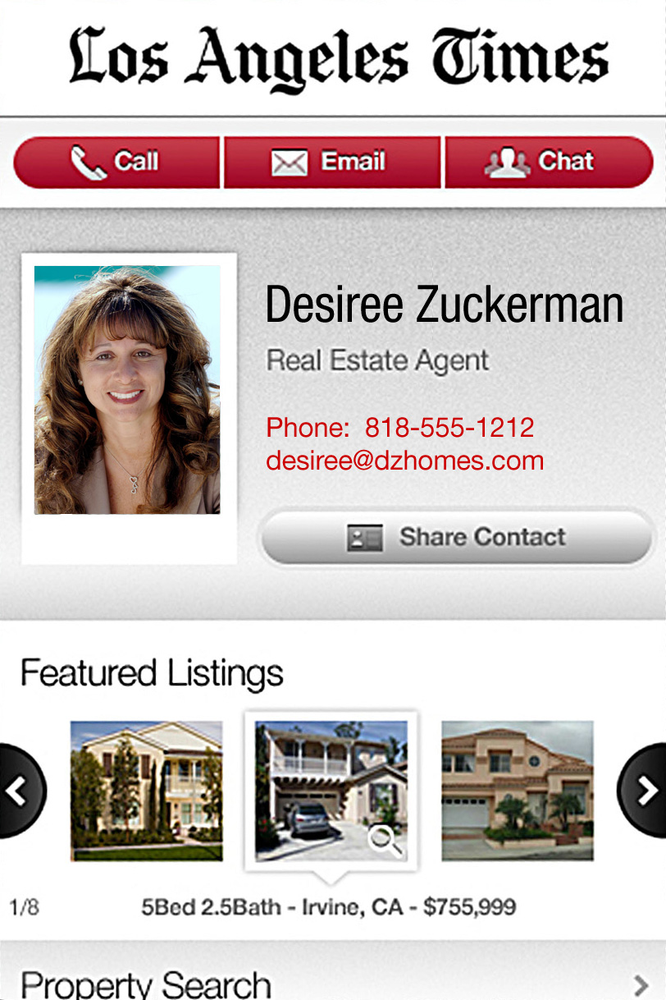 Los Angeles Times
Call
Email
Chat
Desiree Zuckerman
Real Estate Agent
Phone: 818-555-1212
desiree@dzhomes.com
Share Contact
Featured Listings
1/8
5Bed 2.5Bath - Irvine, CA - $755,999
Property Search